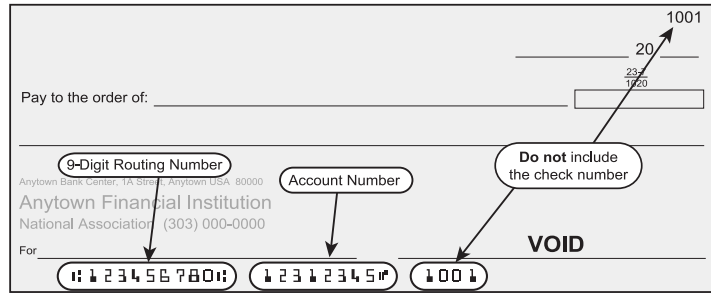 1001
20
23-7
1020
Pay to the order of:
9-Digit Routing Number
Do not include
the check number
Anytown Bank Center, 1A Street, Anytown USA 80000
Account Number
Anytown Financial Institution
National Association (303) 000-0000
For
VOID
⑆123456780⑆ 12312345⑈ 1001